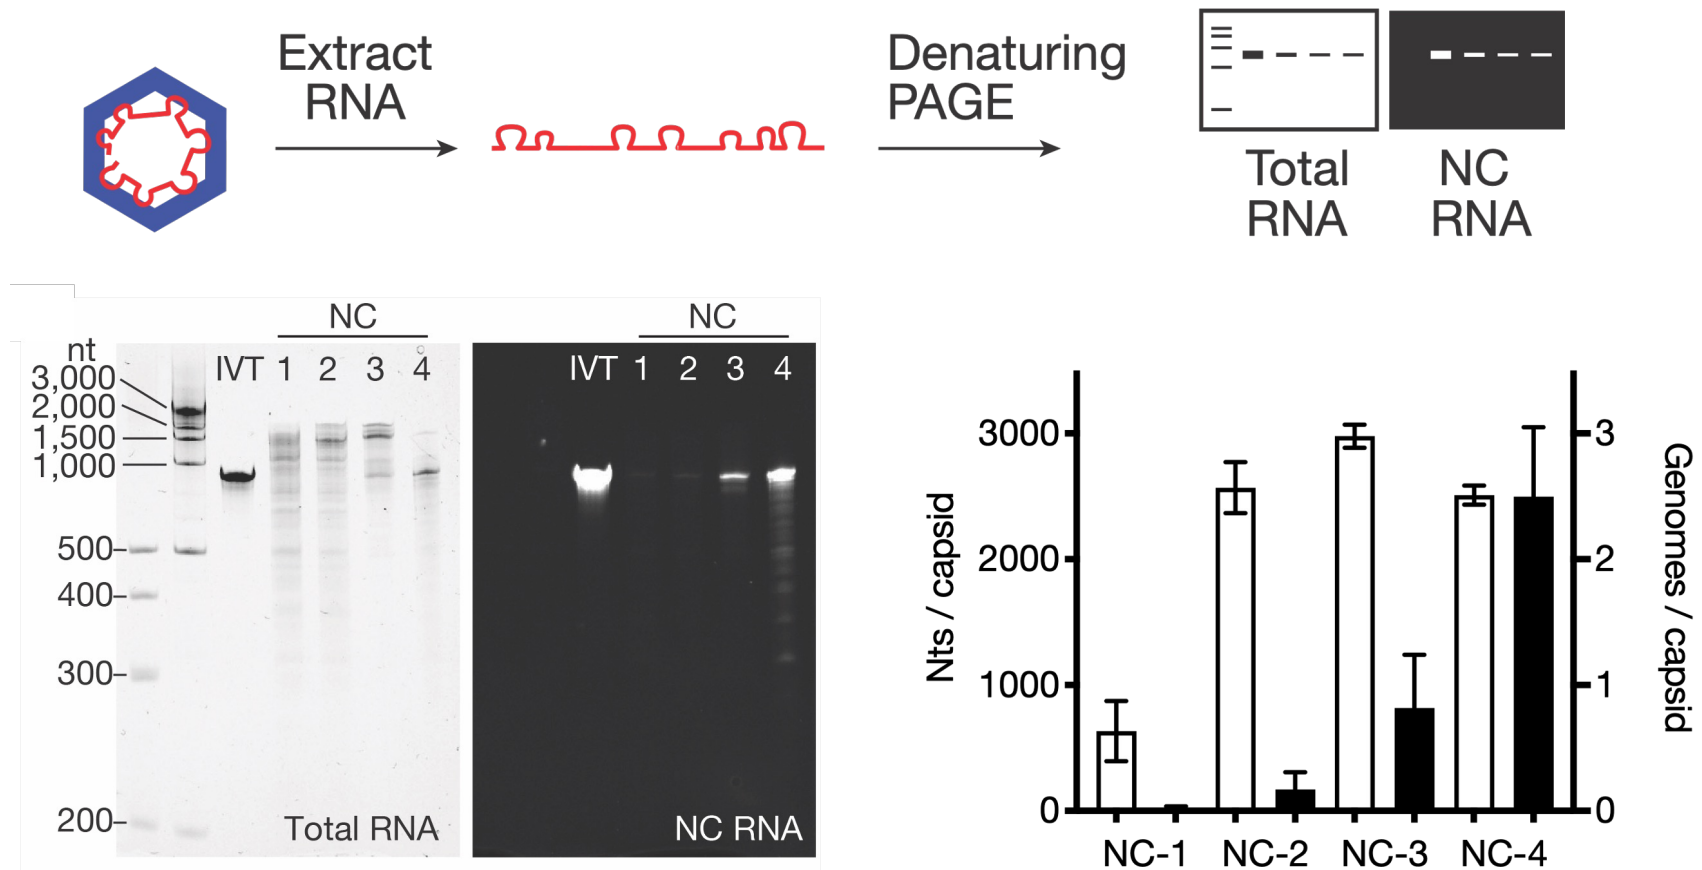 Extract
RNA
Denaturing
PAGE
Total
RNA
NC
RNA
NC
nt
IVT 1 2 3 4
3,000
2,000
1,500
1,000
500
400
300
200
Total RNA
NC
IVT 1 2 3 4
NC RNA
Nts / capsid
3000
2000
1000
0
3
2
1
0
Genomes / capsid
NC-1 NC-2 NC-3 NC-4